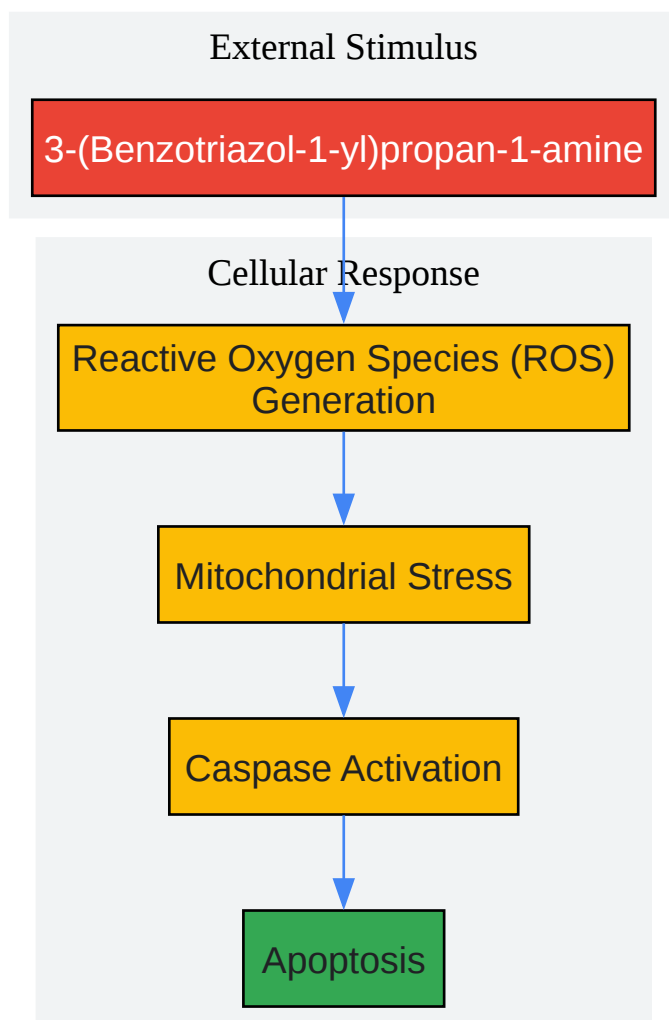 External Stimulus
3-(Benzotriazol-1-yl)propan-1-amine
Cellular Response
Reactive Oxygen Species (ROS)
Generation
Mitochondrial Stress
Caspase Activation
Apoptosis